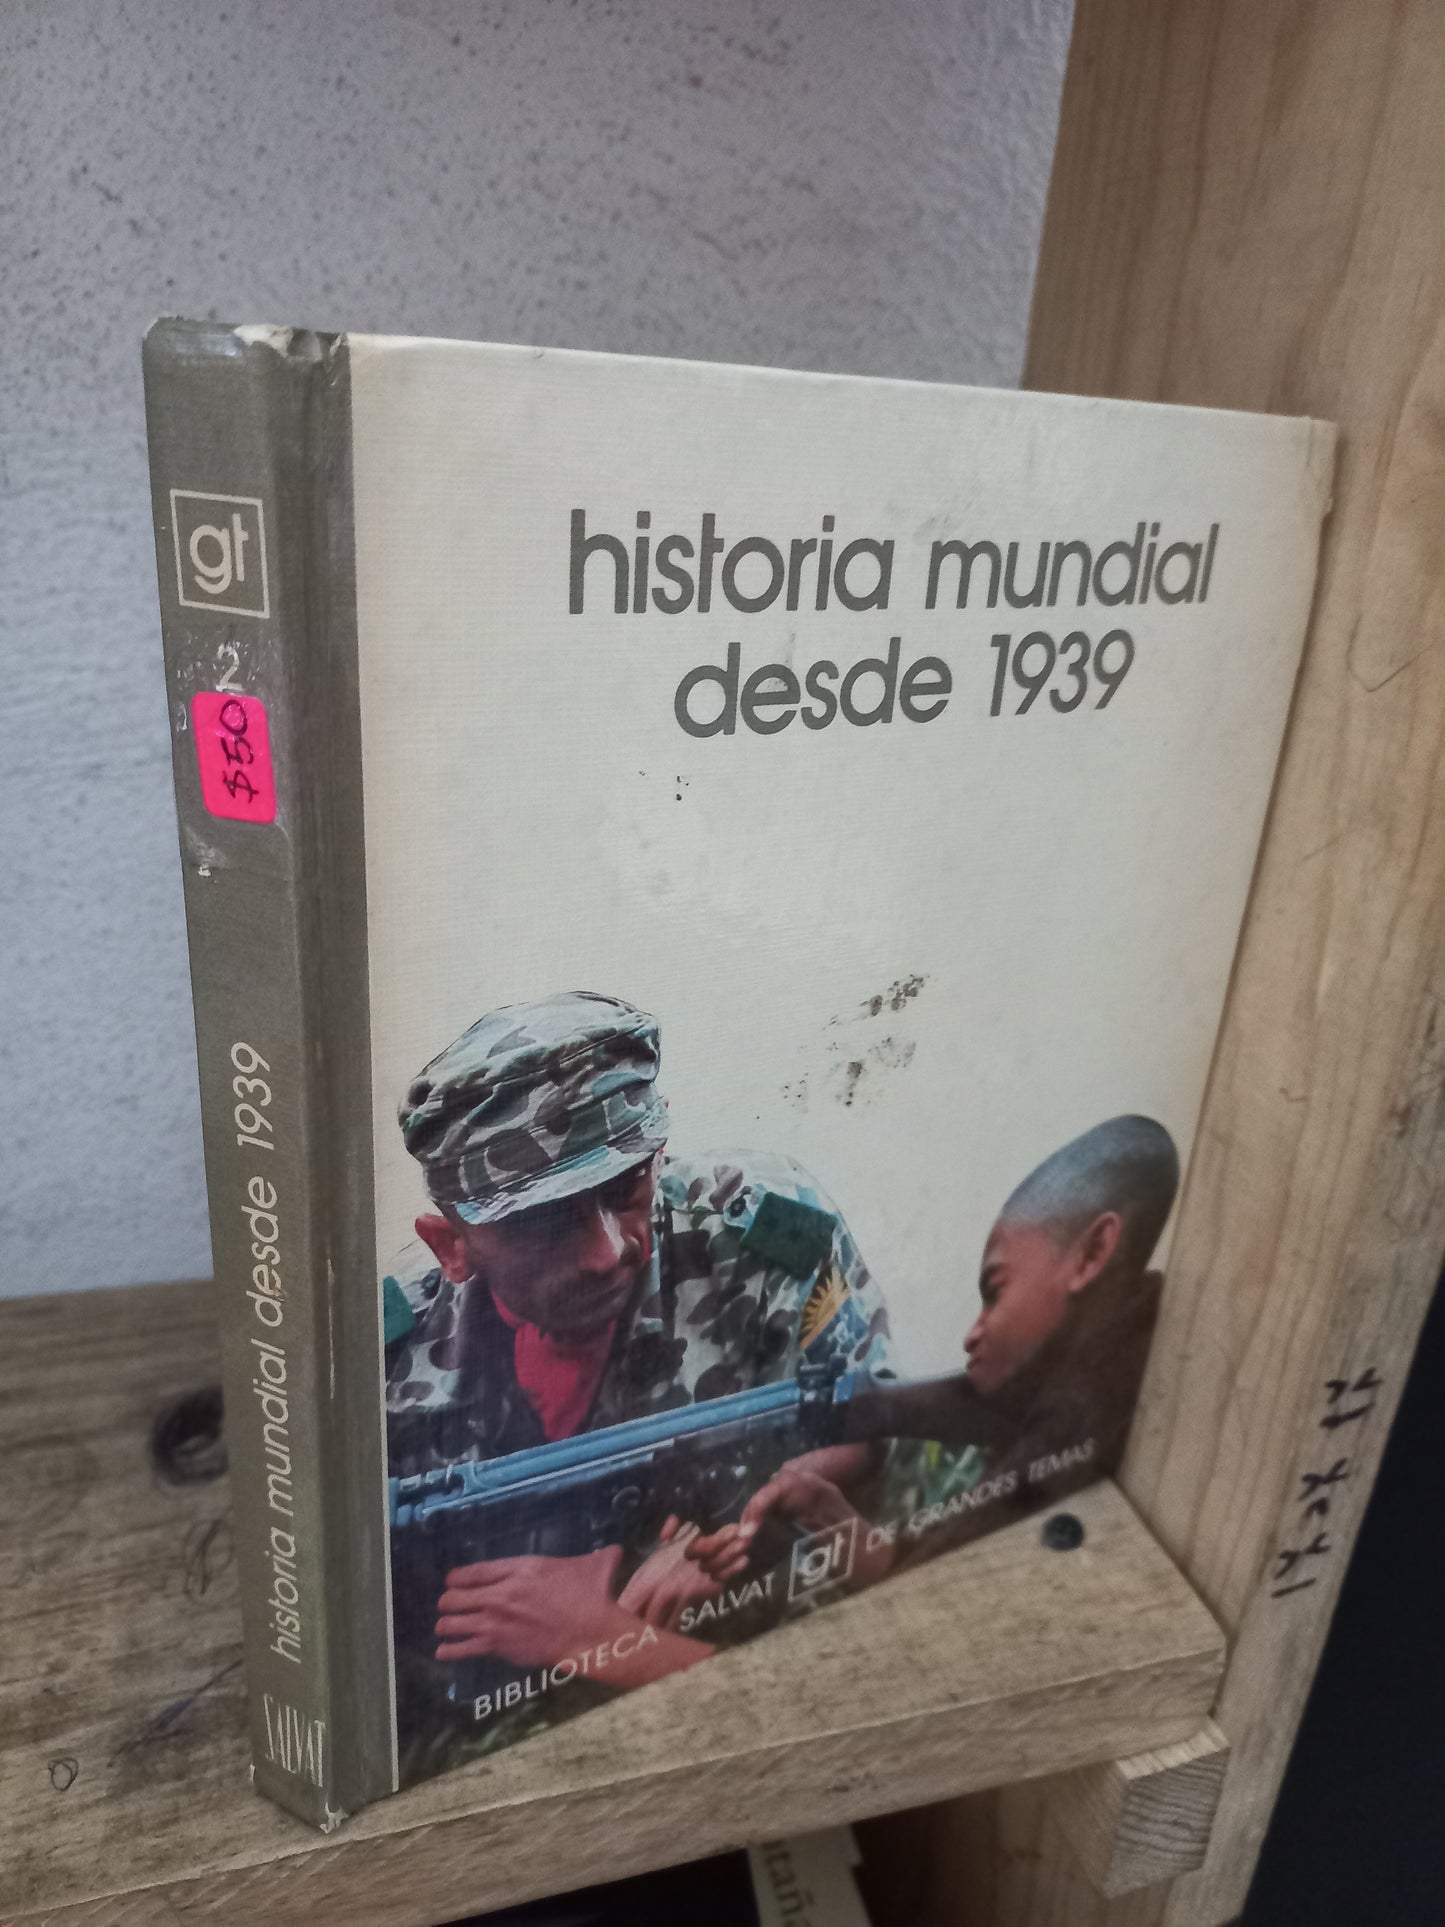 gt
2
$50
historia mundial desde 1939
SALVAT
historia mundial
desde 1939
BIBLIOTECA SALVAT gt DE GRANDES TEMAS